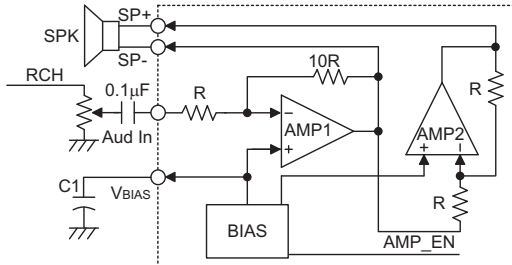 SP+
SPK
SP-
RCH
0.1µF
R
10R
Aud In
−
AMP1
+
AMP2
+ −
R
C1
VBIAS
R
BIAS
AMP_EN